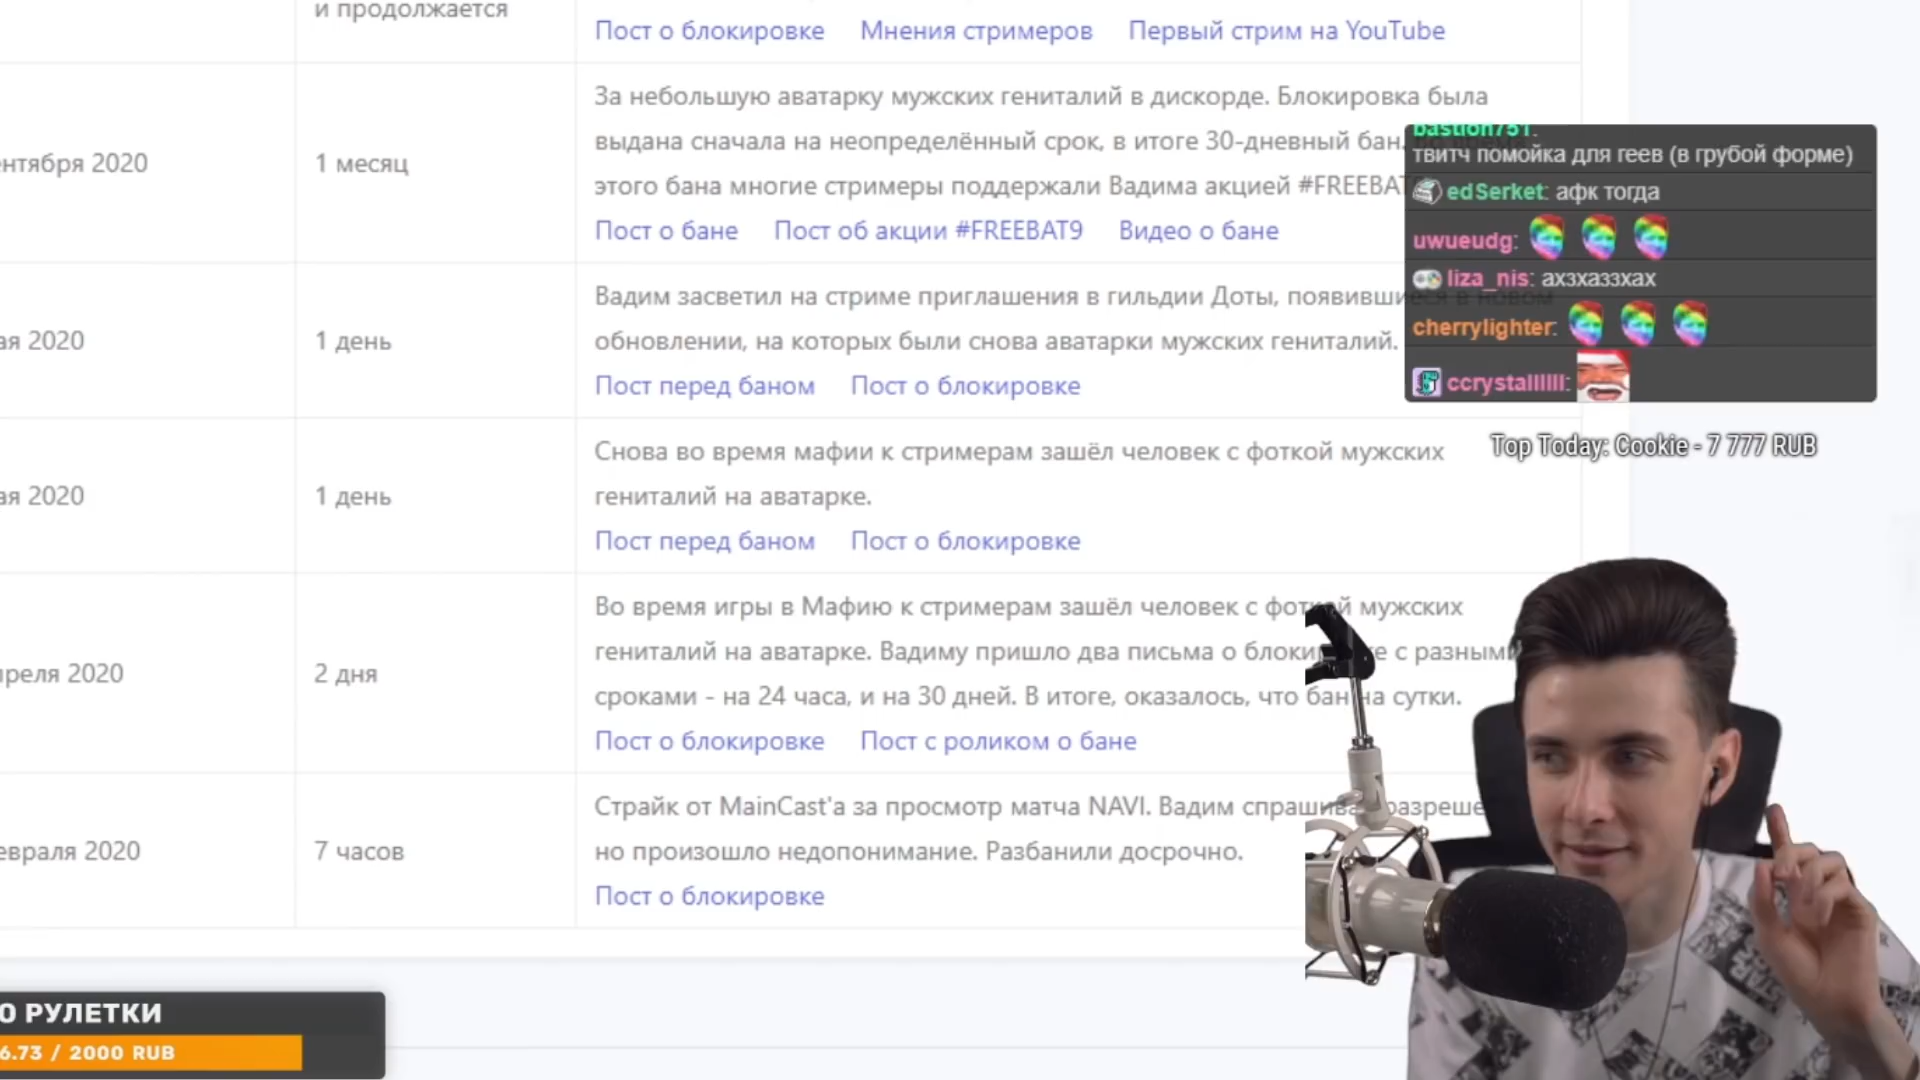 и продолжается
Пост о блокировке Мнения стримеров Первый стрим на YouTube
За небольшую аватарку мужских гениталий в дискорде. Блокировка была
выдана сначала на неопределённый срок, в итоге 30-дневный бан.
нтября 2020 1 месяц
этого бана многие стримеры поддержали Вадима акцией #FREEBAT
Пост о бане Пост об акции #FREEBAT9 Видео о бане
Вадим засветил на стриме приглашения в гильдии Доты, появившиеся в новом
обновлении, на которых были снова аватарки мужских гениталий.
ая 2020 1 день
Пост перед баном Пост о блокировке
Снова во время мафии к стримерам зашёл человек с фоткой мужских
гениталий на аватарке.
ая 2020 1 день
Пост перед баном Пост о блокировке
Во время игры в Мафию к стримерам зашёл человек с фоткой мужских
гениталий на аватарке. Вадиму пришло два письма о блоки е с разными
реля 2020 2 дня
сроками - на 24 часа, и на 30 дней. В итоге, оказалось, что бан на сутки.
Пост о блокировке Пост с роликом о бане
Страйк от MainCast'а за просмотр матча NAVI. Вадим спрашива разреше
но произошло недопонимание. Разбанили досрочно.
евраля 2020 7 часов
Пост о блокировке
bastion751:
твитч помойка для геев (в грубой форме)
edSerket: афк тогда
uwueudg:
liza_nis: ахзхаззхах
cherrylighter:
ccrystallllll:
Top Today: Cookie - 7 777 RUB
О РУЛЕТКИ
6.73 / 2000 RUB